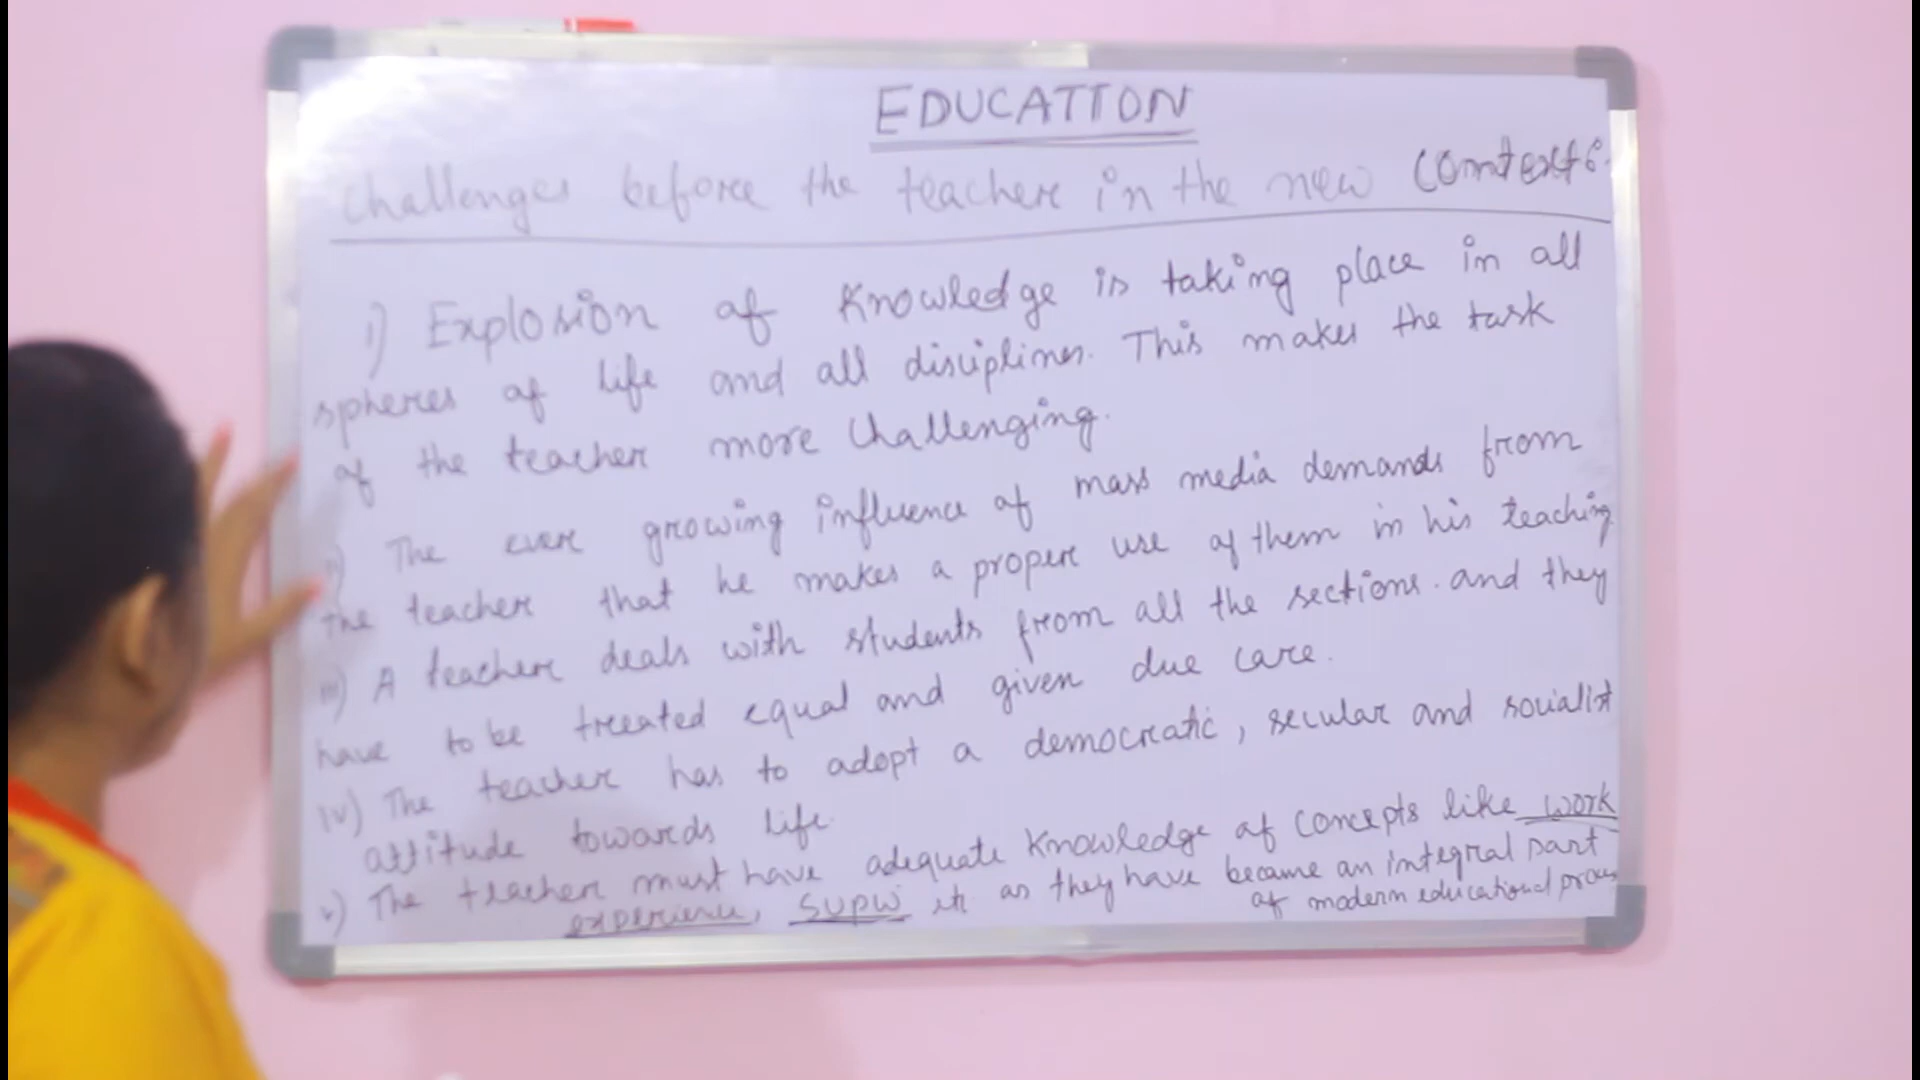 EDUCATION
Challenges before the teacher in the new context:
i) Explosion of Knowledge is taking place in all
spheres of life and all disciplines. This makes the task
of the teacher more challenging.
ii) The ever growing influence of mass media demands from
the teacher that he makes a proper use of them in his teaching
iii) A teacher deals with students from all the sections. and they
have to be treated equal and given due care.
iv) The teacher has to adopt a democratic, secular and socialist
attitude towards life.
v) The teacher must have adequate Knowledge of concepts like work
experience, SUPW etc as they have became an integral part
of modern educational